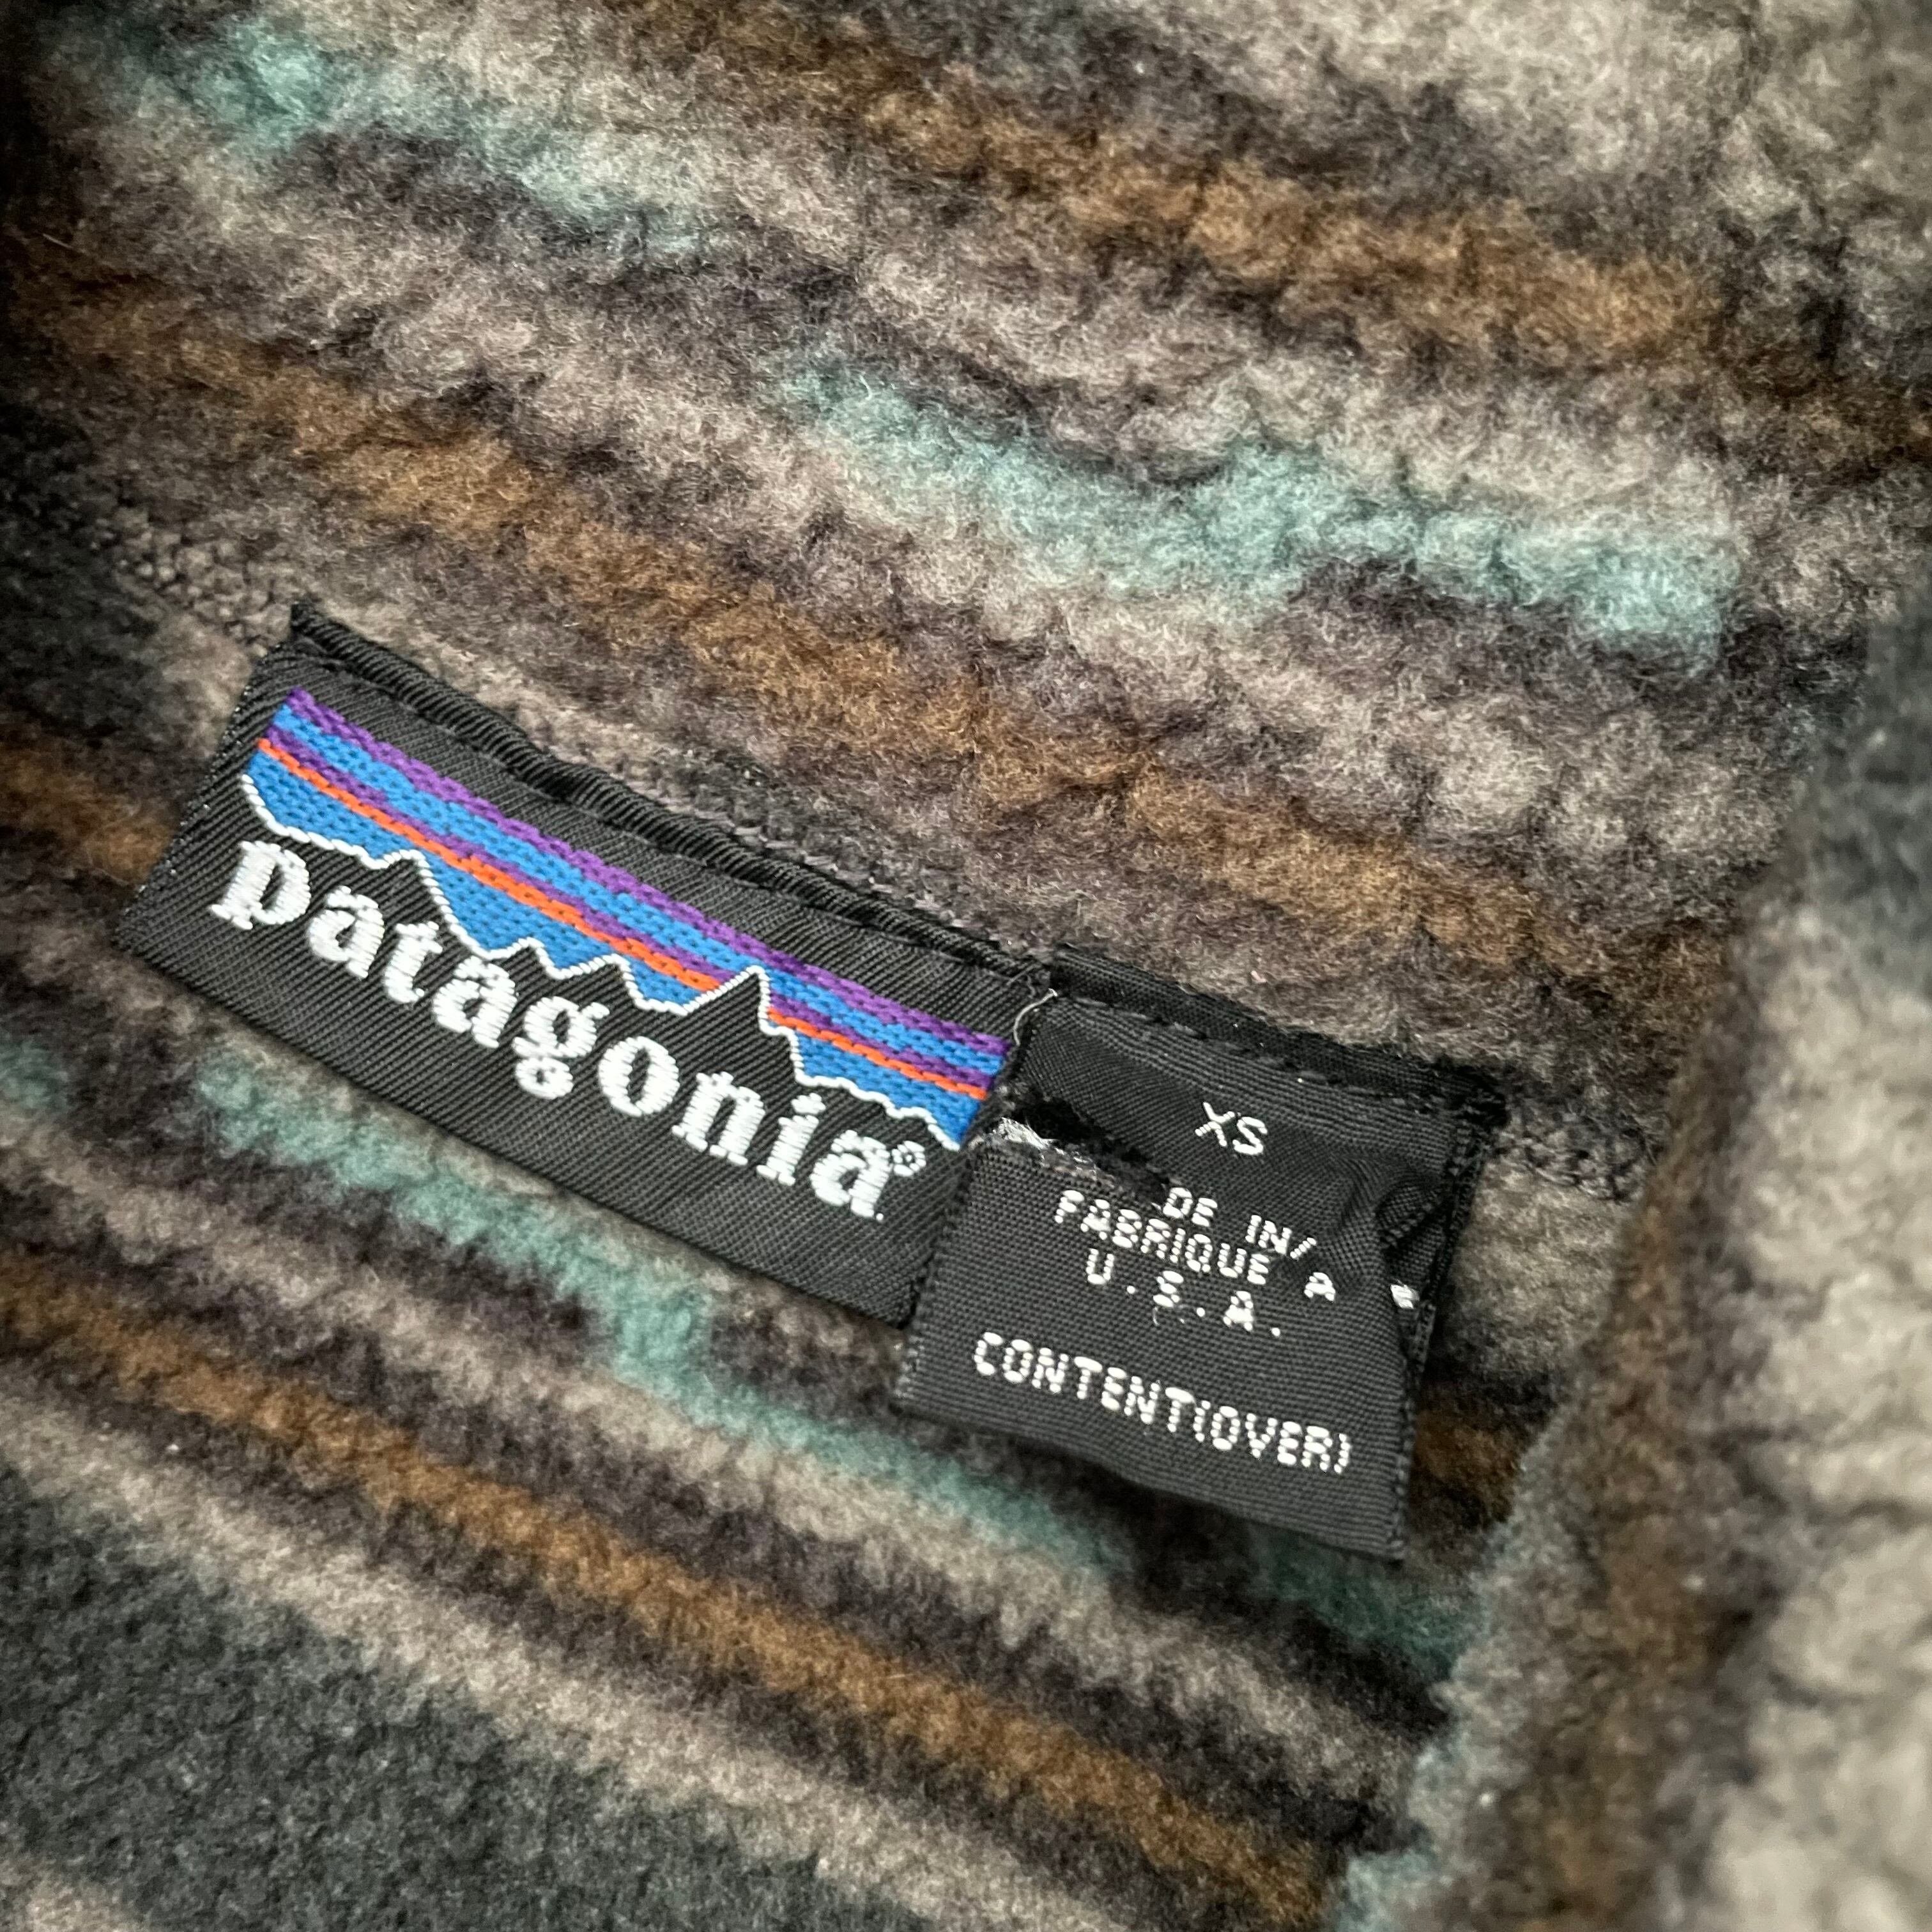 patagonia®
XS
DE IN/
FABRIQUE A
U.S.A.
CONTENT(OVER)